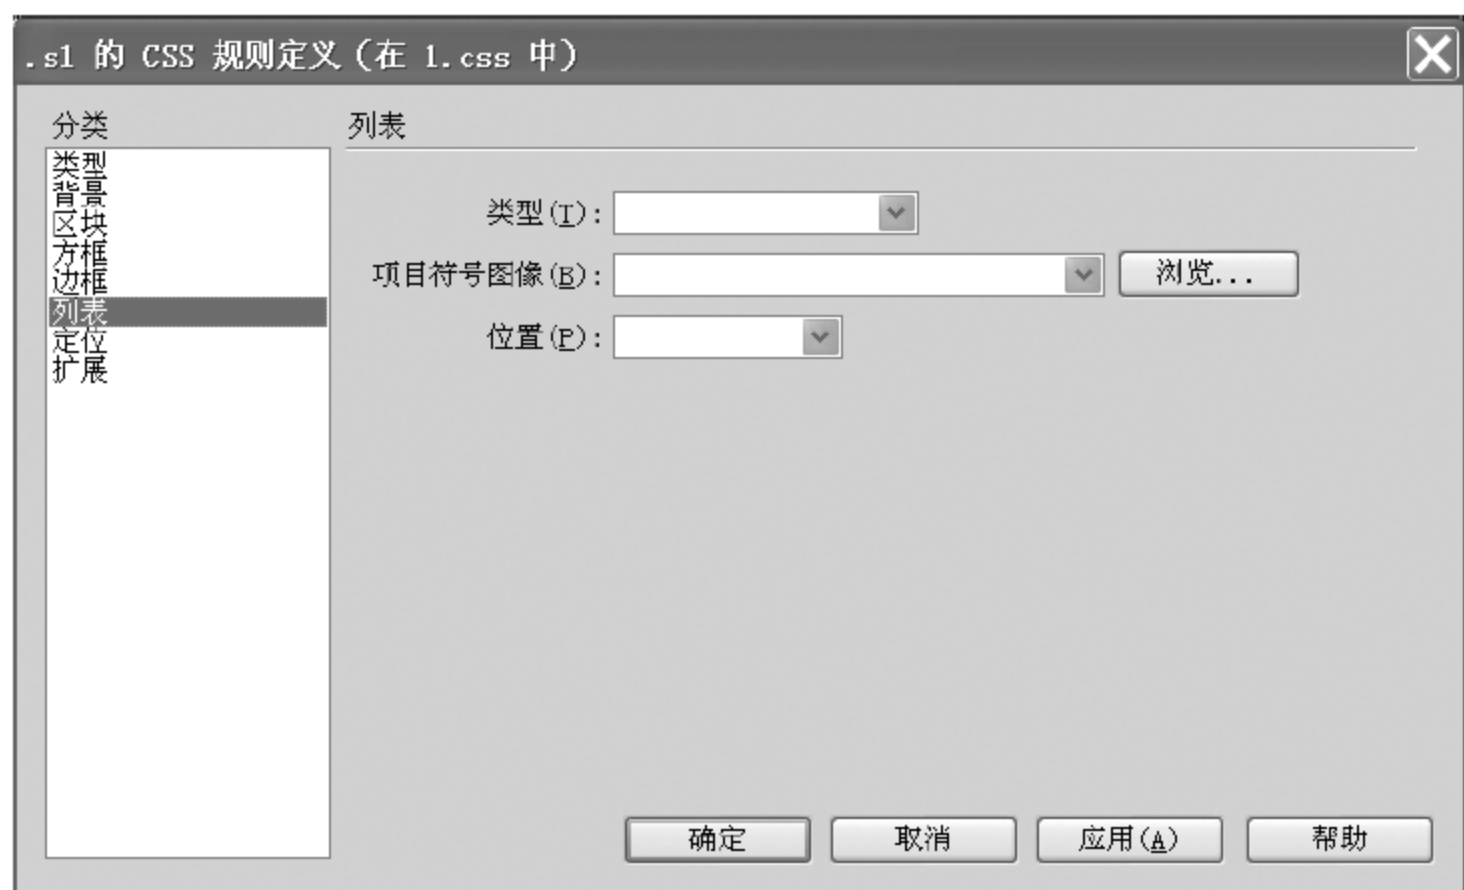 .s1 的 CSS 规则定义（在 1.css 中）
分类
类型
背景
区块
方框
边框
列表
定位
扩展
列表
类型(T):
项目符号图像(B):
浏览...
位置(P):
确定
取消
应用(A)
帮助